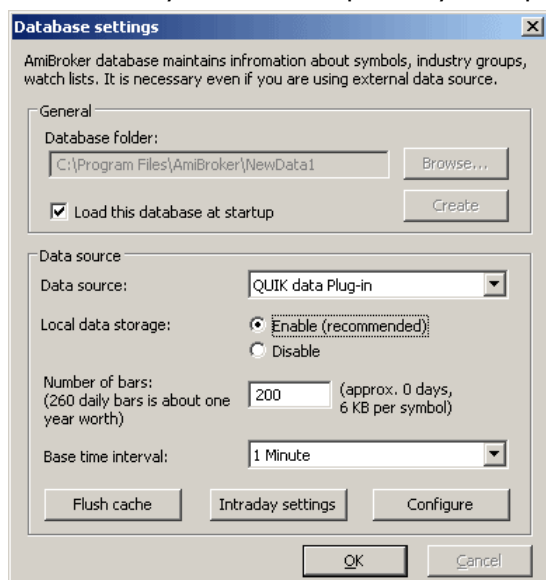 Database settings
AmiBroker database maintains infromation about symbols, industry groups,
watch lists. It is necessary even if you are using external data source.
General
Database folder:
C:\Program Files\AmiBroker\NewData1
Browse...
Load this database at startup
Create
Data source
Data source:
QUIK data Plug-in
Local data storage:
Enable (recommended)
Disable
Number of bars:
(260 daily bars is about one
year worth)
200
(approx. 0 days,
6 KB per symbol)
Base time interval:
1 Minute
Flush cache
Intraday settings
Configure
OK
Cancel